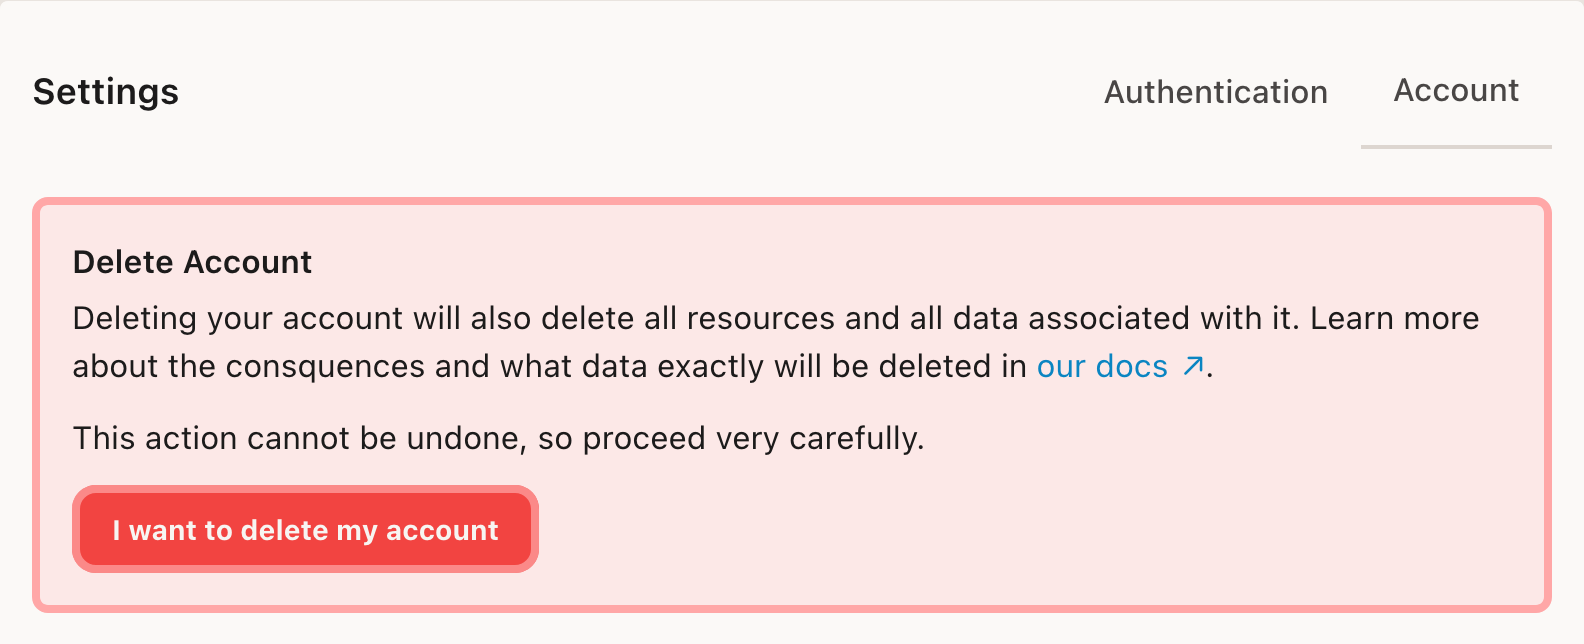 Settings
Authentication
Account
Delete Account
Deleting your account will also delete all resources and all data associated with it. Learn more
about the consquences and what data exactly will be deleted in our docs ↗.
This action cannot be undone, so proceed very carefully.
I want to delete my account